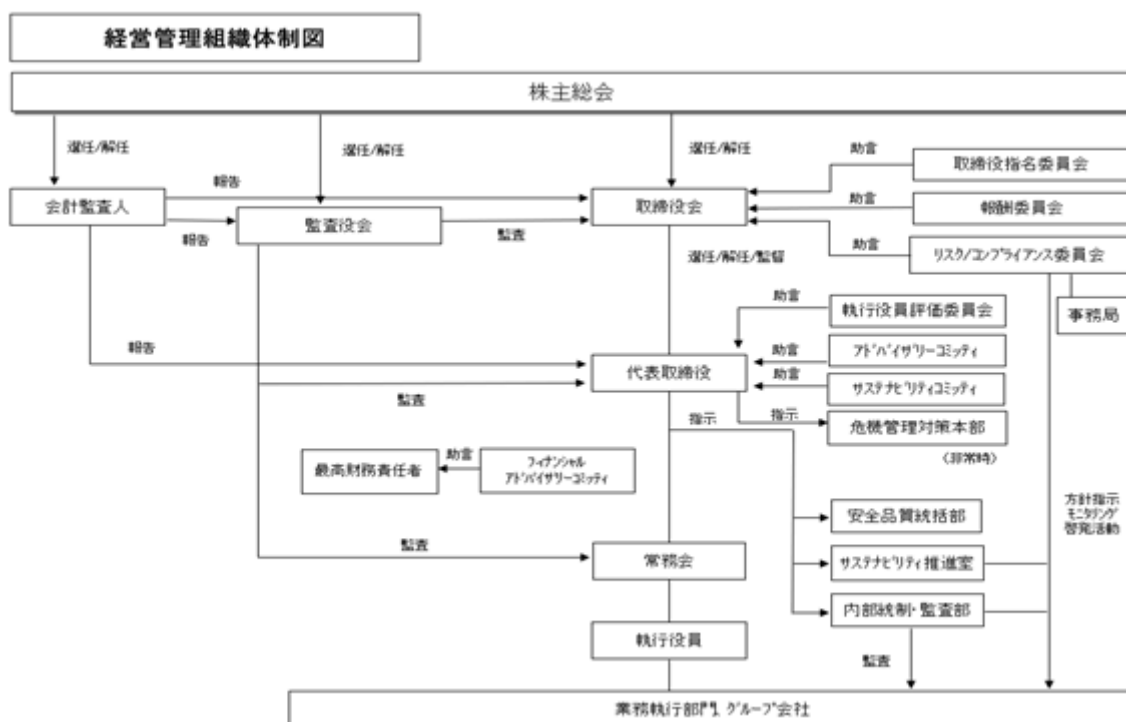 経営管理組織体制図
株主総会
選任/解任
選任/解任
選任/解任
助言
取締役指名委員会
報告
会計監査人
取締役会
助言
報酬委員会
監査役会
報告
監査
助言
リスク/コンプライアンス委員会
選任/解任/監督
助言
執行役員評価委員会
事務局
報告
助言
アドバイザリーコミッティ
代表取締役
助言
サステナビリティコミッティ
監査
指示
指示
危機管理対策本部
〈非常時〉
最高財務責任者
助言
フィナンシャル
アドバイザリーコミッティ
方針指示
モニタリング
啓発活動
安全品質統括部
監査
常務会
サステナビリティ推進室
内部統制・監査部
執行役員
監査
業務執行部門、グループ会社